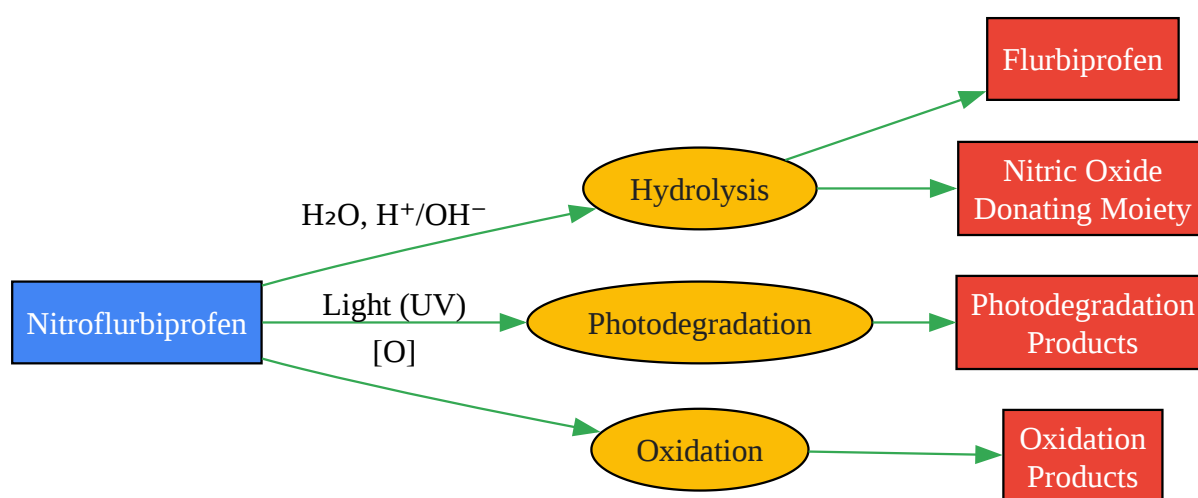 Flurbiprofen
Nitric Oxide
Donating Moiety
Hydrolysis
H₂O, H⁺/OH⁻
Nitroflurbiprofen
Light (UV)
Photodegradation
Photodegradation
Products
[O]
Oxidation
Oxidation
Products